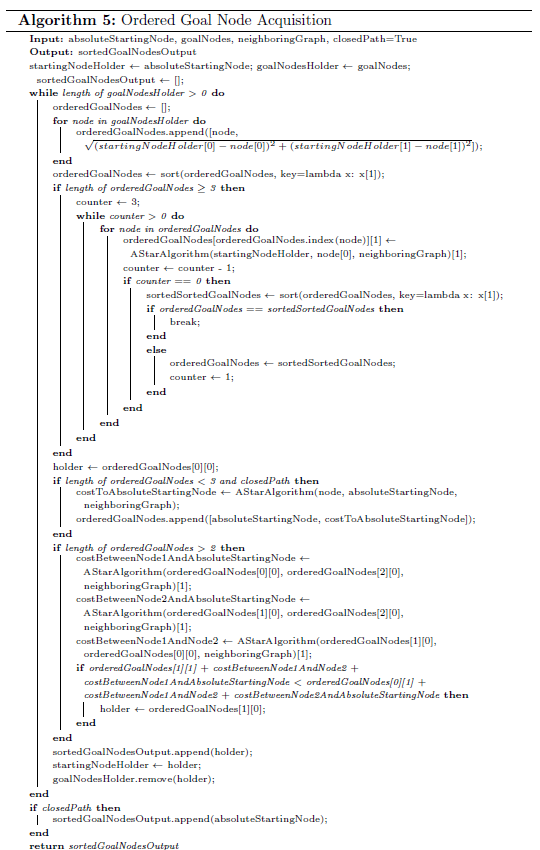 Algorithm 5: Ordered Goal Node Acquisition
Input: absoluteStartingNode, goalNodes, neighboringGraph, closedPath=True
Output: sortedGoalNodesOutput
startingNodeHolder ← absoluteStartingNode; goalNodesHolder ← goalNodes;
sortedGoalNodesOutput ← [];
while length of goalNodesHolder > 0 do
orderedGoalNodes ← [];
for node in goalNodesHolder do
orderedGoalNodes.append([node,
√(startingNodeHolder[0] − node[0])² + (startingNodeHolder[1] − node[1])²]);
end
orderedGoalNodes ← sort(orderedGoalNodes, key=lambda x: x[1]);
if length of orderedGoalNodes ≥ 3 then
counter ← 3;
while counter > 0 do
for node in orderedGoalNodes do
orderedGoalNodes[orderedGoalNodes.index(node)][1] ←
AStarAlgorithm(startingNodeHolder, node[0], neighboringGraph)[1];
counter ← counter - 1;
if counter == 0 then
sortedSortedGoalNodes ← sort(orderedGoalNodes, key=lambda x: x[1]);
if orderedGoalNodes == sortedSortedGoalNodes then
break;
end
else
orderedGoalNodes ← sortedSortedGoalNodes;
counter ← 1;
end
end
end
end
end
holder ← orderedGoalNodes[0][0];
if length of orderedGoalNodes < 3 and closedPath then
costToAbsoluteStartingNode ← AStarAlgorithm(node, absoluteStartingNode,
neighboringGraph);
orderedGoalNodes.append([absoluteStartingNode, costToAbsoluteStartingNode]);
end
if length of orderedGoalNodes > 2 then
costBetweenNode1AndAbsoluteStartingNode ←
AStarAlgorithm(orderedGoalNodes[0][0], orderedGoalNodes[2][0],
neighboringGraph)[1];
costBetweenNode2AndAbsoluteStartingNode ←
AStarAlgorithm(orderedGoalNodes[1][0], orderedGoalNodes[2][0],
neighboringGraph)[1];
costBetweenNode1AndNode2 ← AStarAlgorithm(orderedGoalNodes[1][0],
orderedGoalNodes[0][0], neighboringGraph)[1];
if orderedGoalNodes[1][1] + costBetweenNode1AndNode2 +
costBetweenNode1AndAbsoluteStartingNode < orderedGoalNodes[0][1] +
costBetweenNode1AndNode2 + costBetweenNode2AndAbsoluteStartingNode then
holder ← orderedGoalNodes[1][0];
end
end
sortedGoalNodesOutput.append(holder);
startingNodeHolder ← holder;
goalNodesHolder.remove(holder);
end
if closedPath then
sortedGoalNodesOutput.append(absoluteStartingNode);
end
return sortedGoalNodesOutput